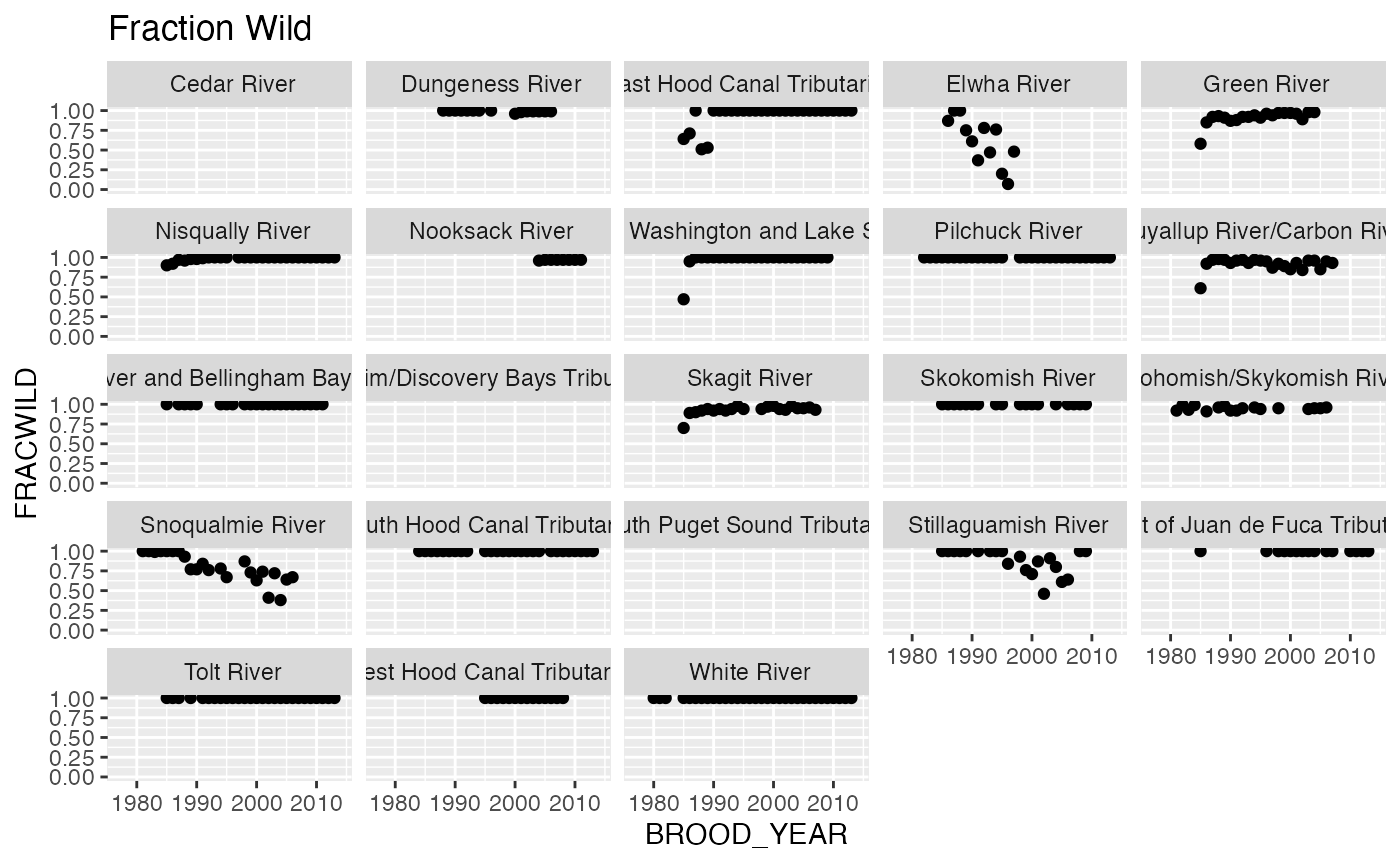 Fraction Wild
Cedar River Dungeness River ast Hood Canal Tributari Elwha River Green River
1.00
0.75
0.50
0.25
0.00
Nisqually River Nooksack River Washington and Lake S Pilchuck River uyallup River/Carbon Riv
1.00
0.75
0.50
0.25
0.00
ver and Bellingham Bay im/Discovery Bays Tribu Skagit River Skokomish River ohomish/Skykomish Riv
1.00
0.75
0.50
0.25
0.00
FRACWILD
Snoqualmie River uth Hood Canal Tributar uth Puget Sound Tributa Stillaguamish River t of Juan de Fuca Tribut
1.00
0.75
0.50
0.25
0.00
1980 1990 2000 2010 1980 1990 2000 2010
Tolt River est Hood Canal Tributar White River
1.00
0.75
0.50
0.25
0.00
1980 1990 2000 2010 1980 1990 2000 2010 1980 1990 2000 2010
BROOD_YEAR